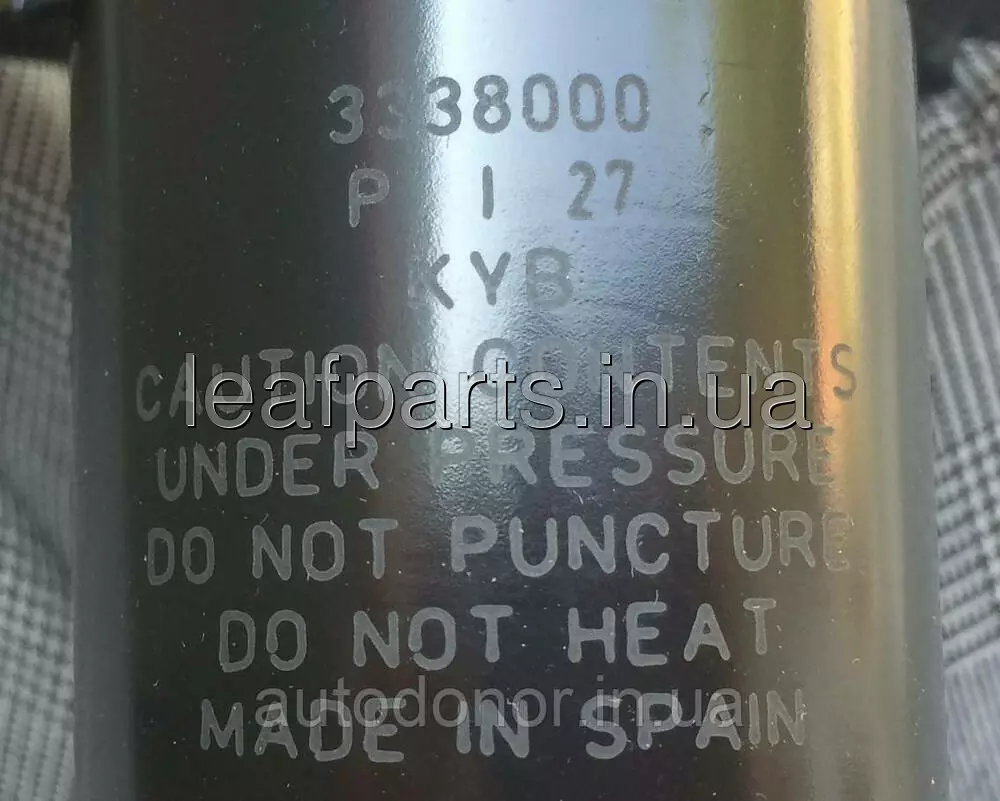 3338000
P I 27
KYB
CAUTION CONTENTS
leafparts.in.ua
UNDER PRESSURE
DO NOT PUNCTURE
DO NOT HEAT
autodonor.in.ua
MADE IN SPAIN